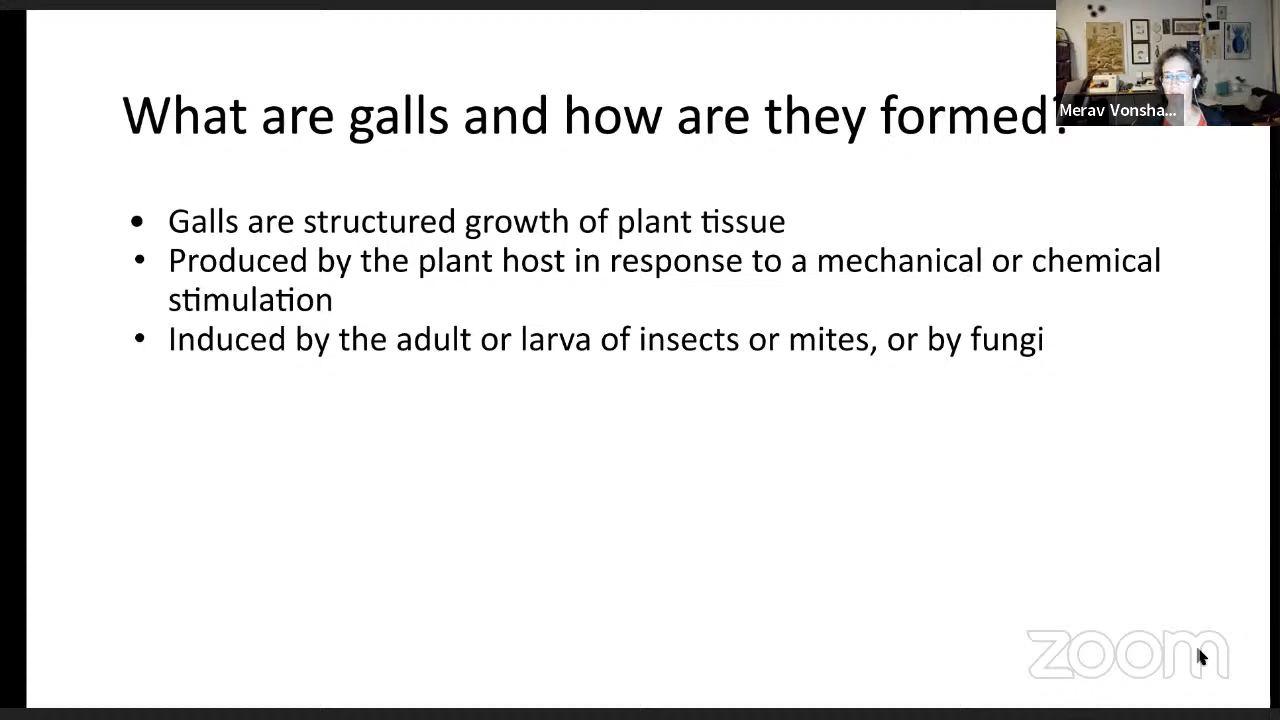 What are galls and how are they formed?
Merav Vonsha...
• Galls are structured growth of plant tissue
• Produced by the plant host in response to a mechanical or chemical
stimulation
• Induced by the adult or larva of insects or mites, or by fungi
zoom